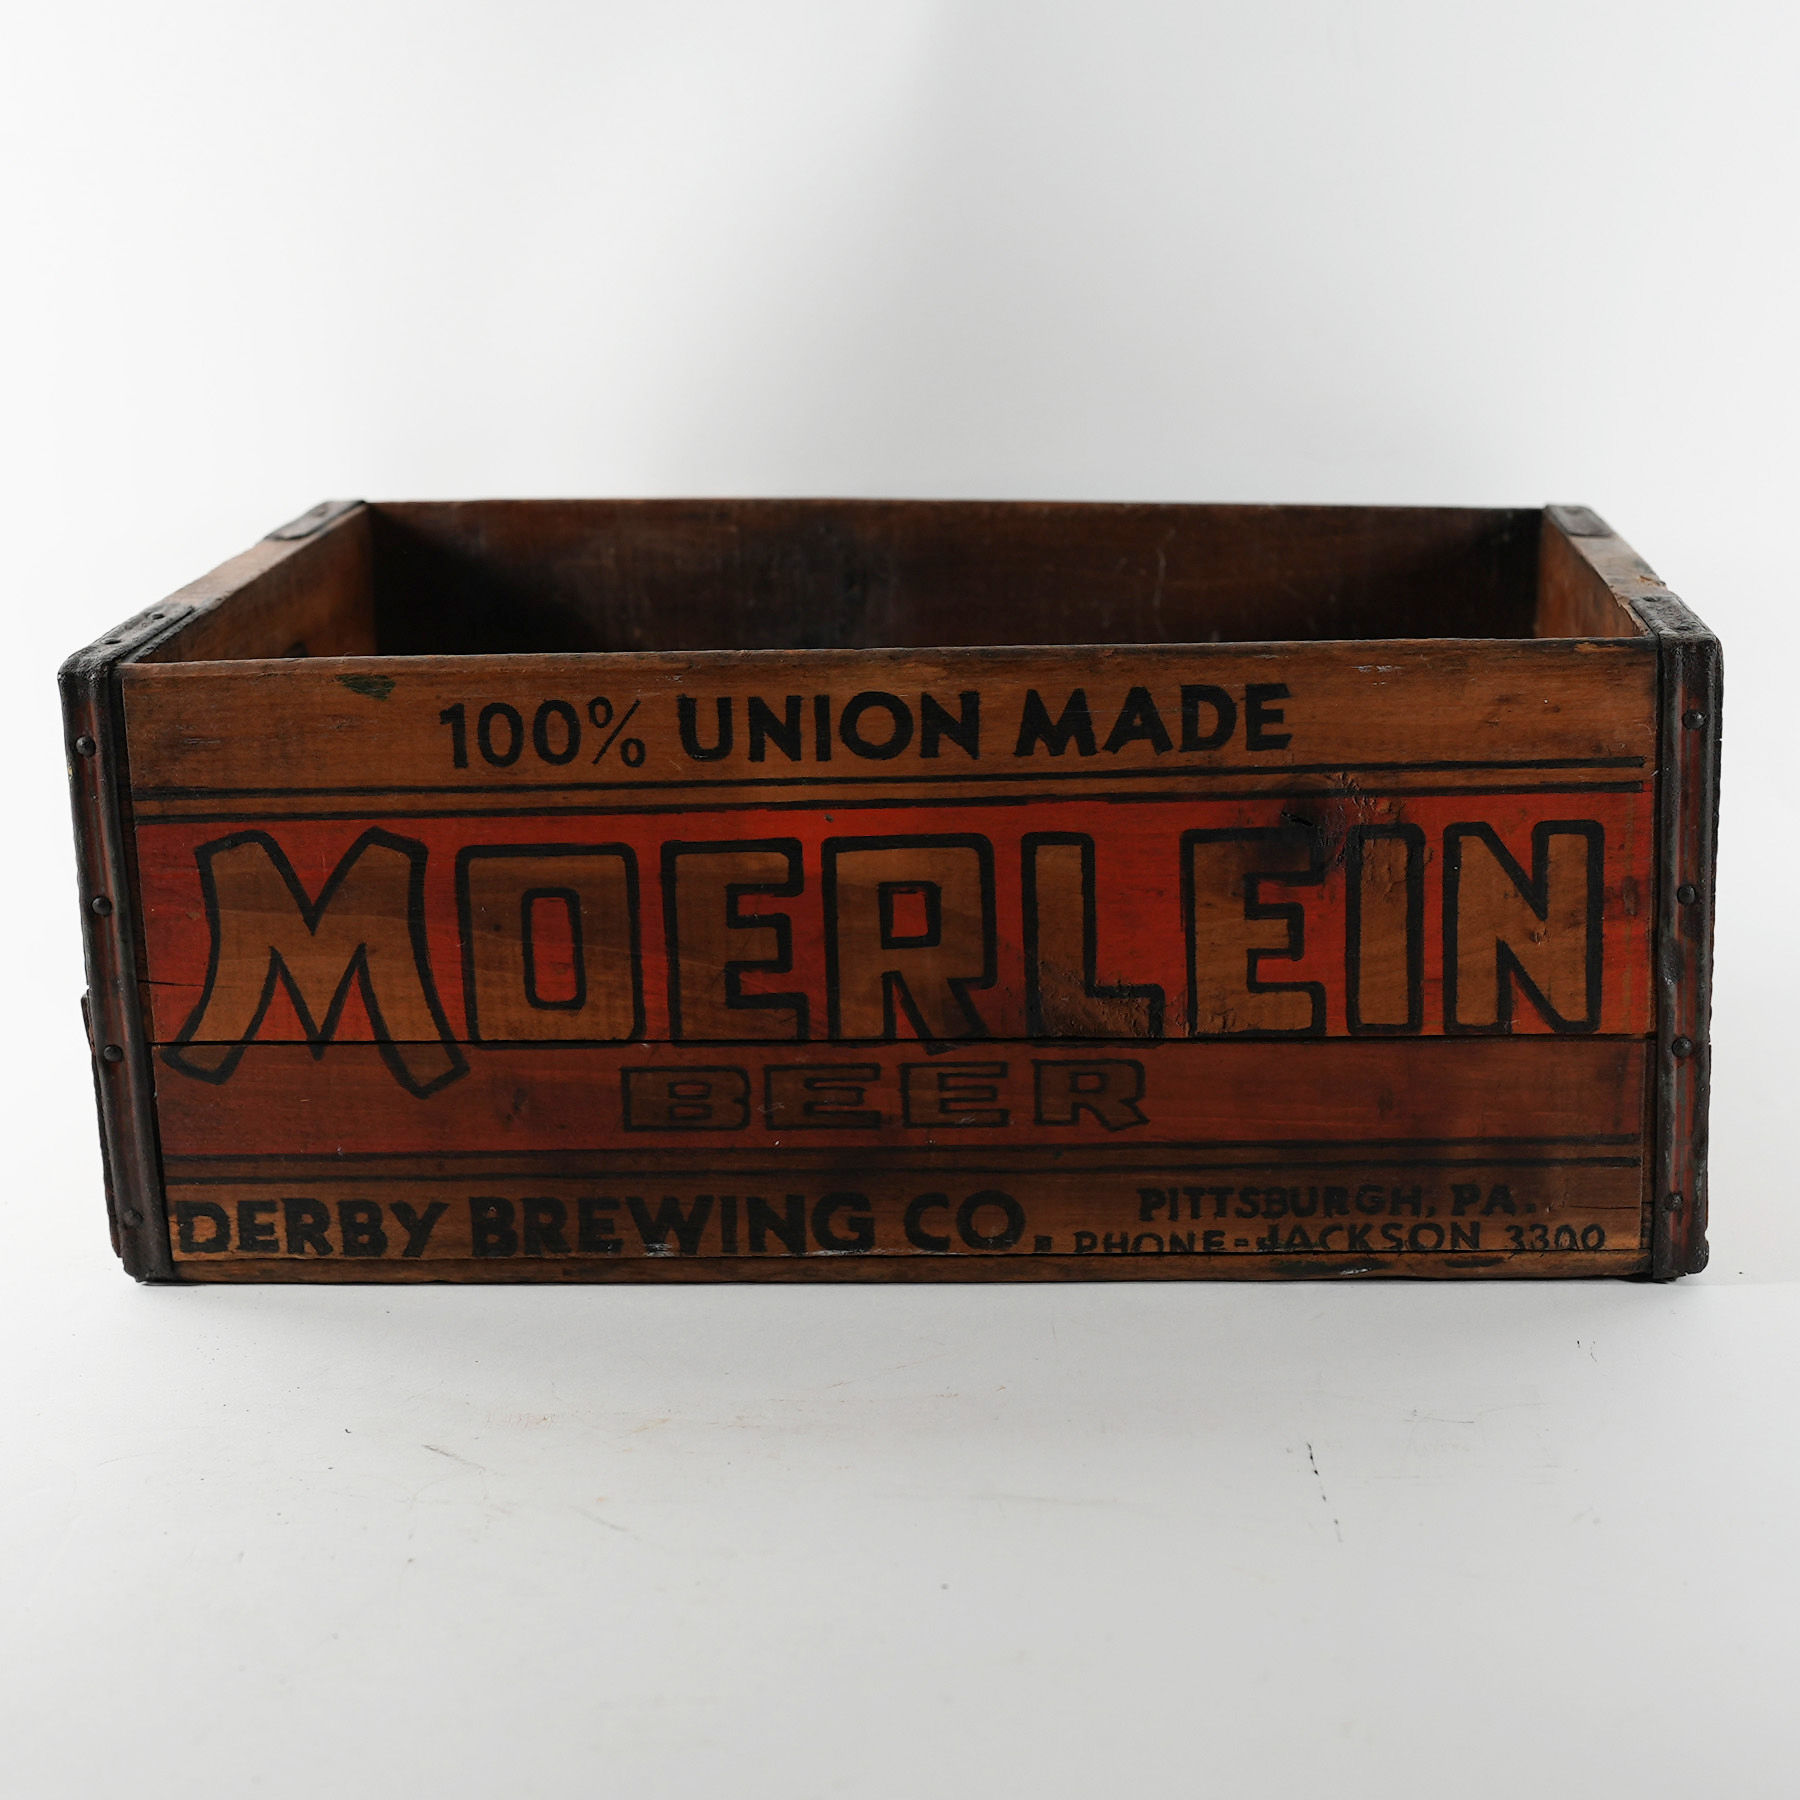 100% UNION MADE
MOERLEIN
BEER
DERBY BREWING CO. PITTSBURGH, PA.
PHONE-JACKSON 3300